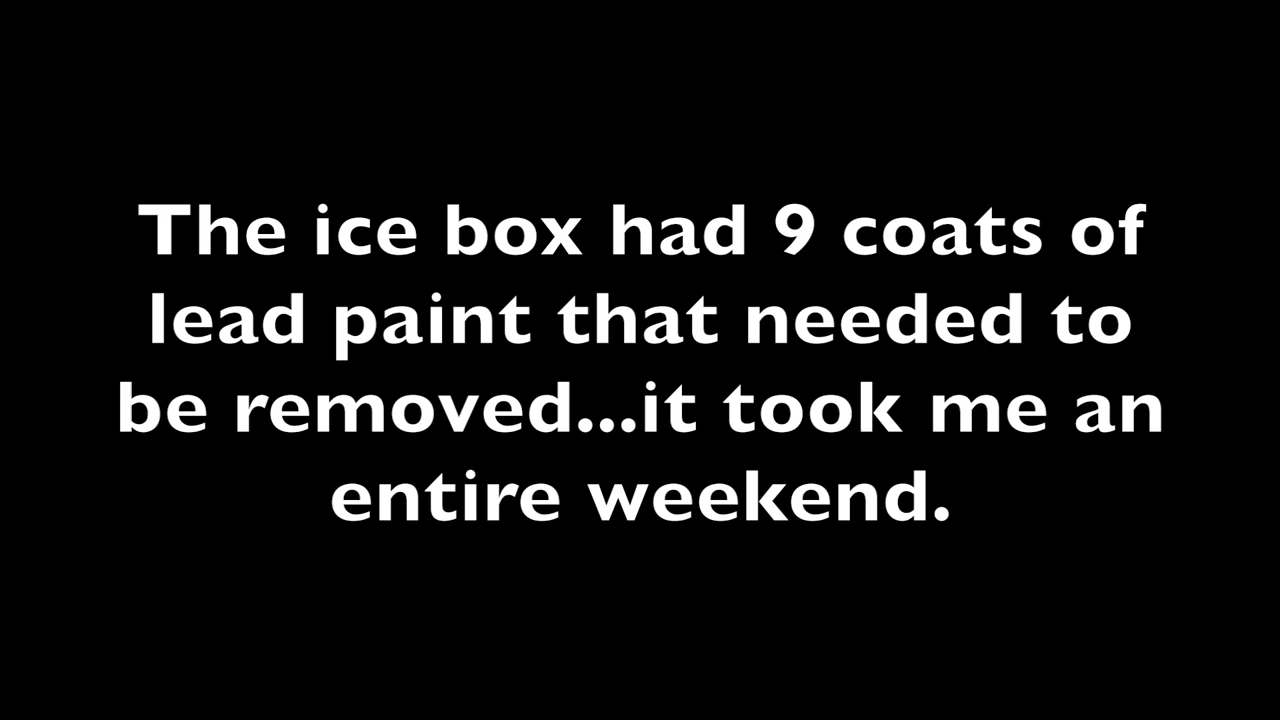 The ice box had 9 coats of
lead paint that needed to
be removed...it took me an
entire weekend.